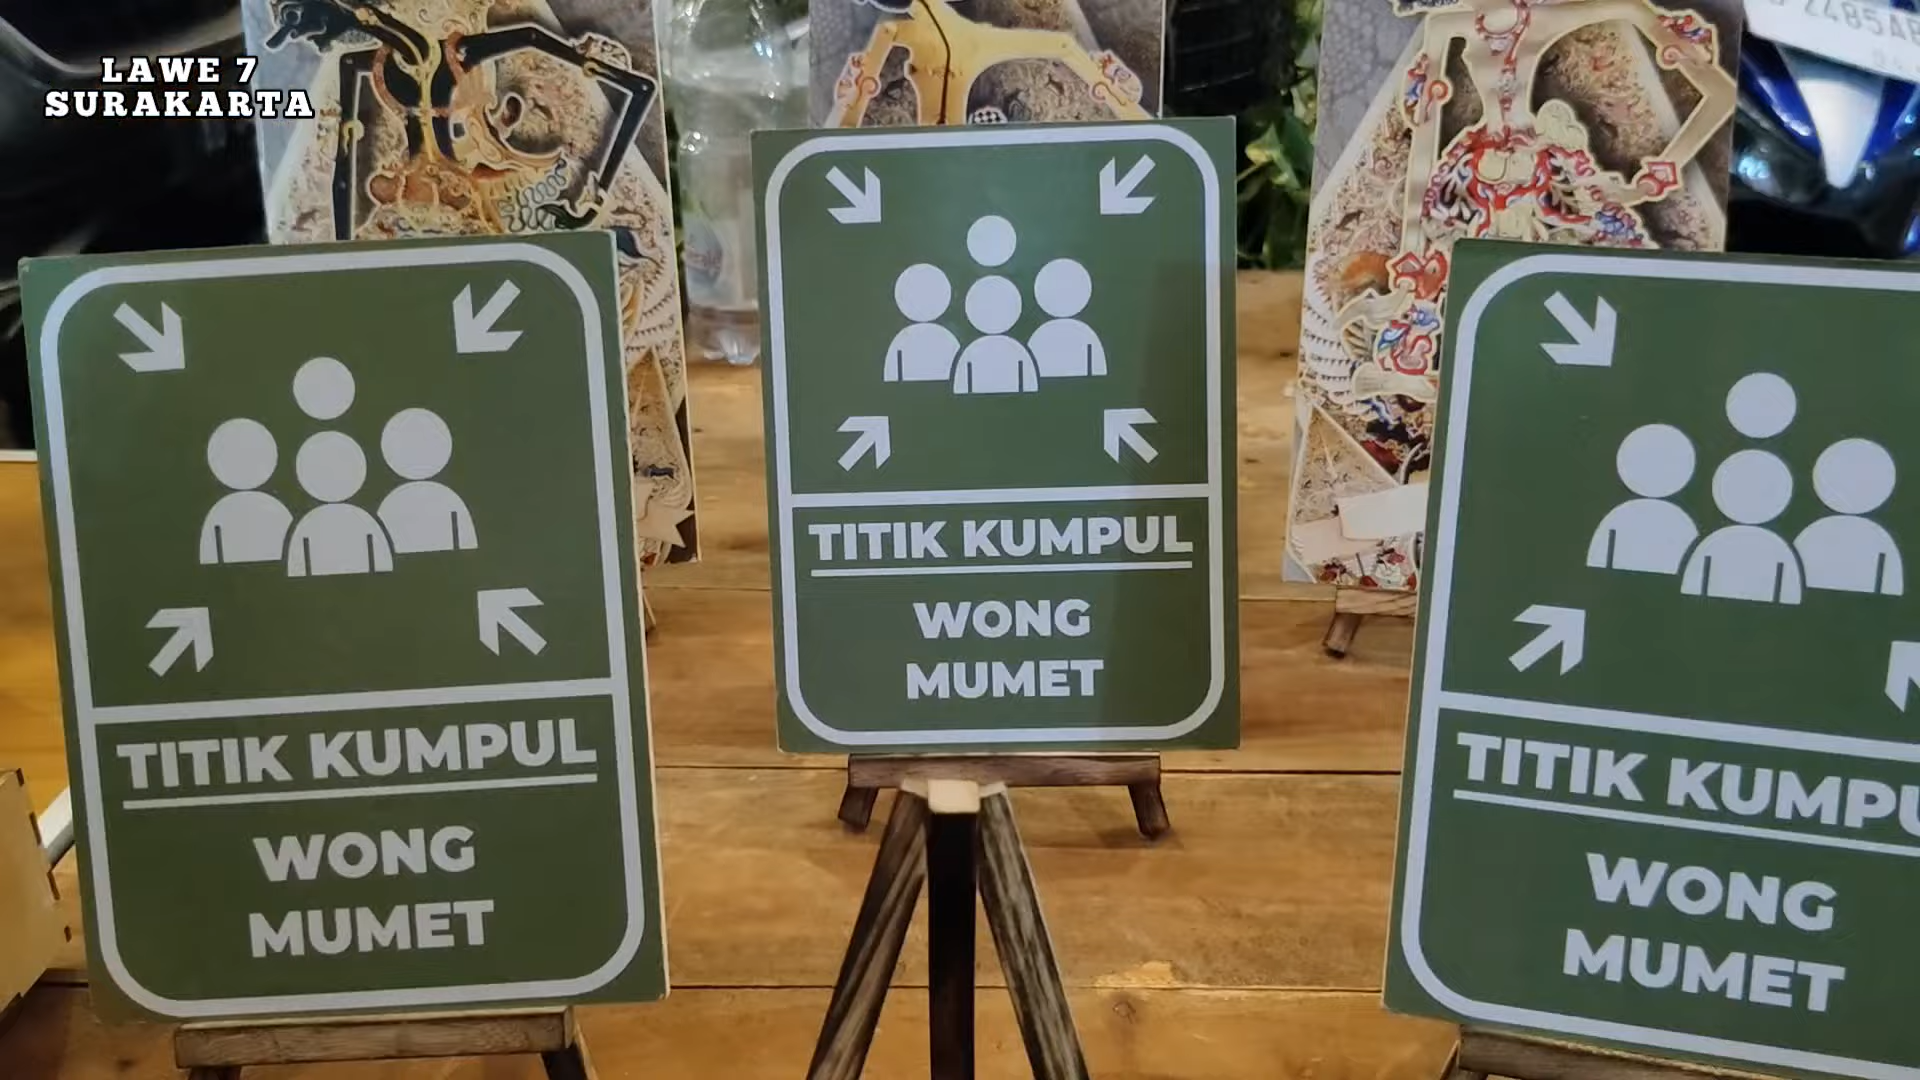 LAWE 7
SURAKARTA
TITIK KUMPUL
WONG
MUMET
TITIK KUMPUL
WONG
MUMET
TITIK KUMPU
WONG
MUMET